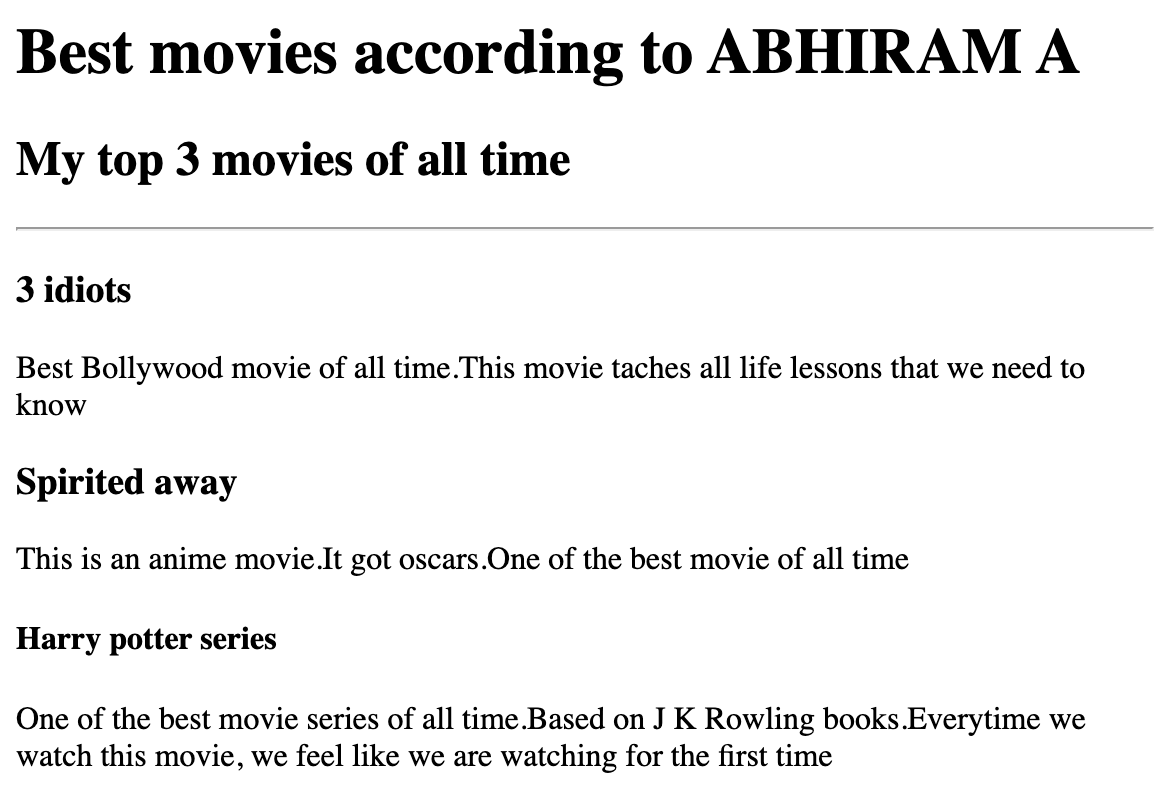 Best movies according to ABHIRAM A
My top 3 movies of all time
3 idiots
Best Bollywood movie of all time.This movie taches all life lessons that we need to
know
Spirited away
This is an anime movie.It got oscars.One of the best movie of all time
Harry potter series
One of the best movie series of all time.Based on J K Rowling books.Everytime we
watch this movie, we feel like we are watching for the first time